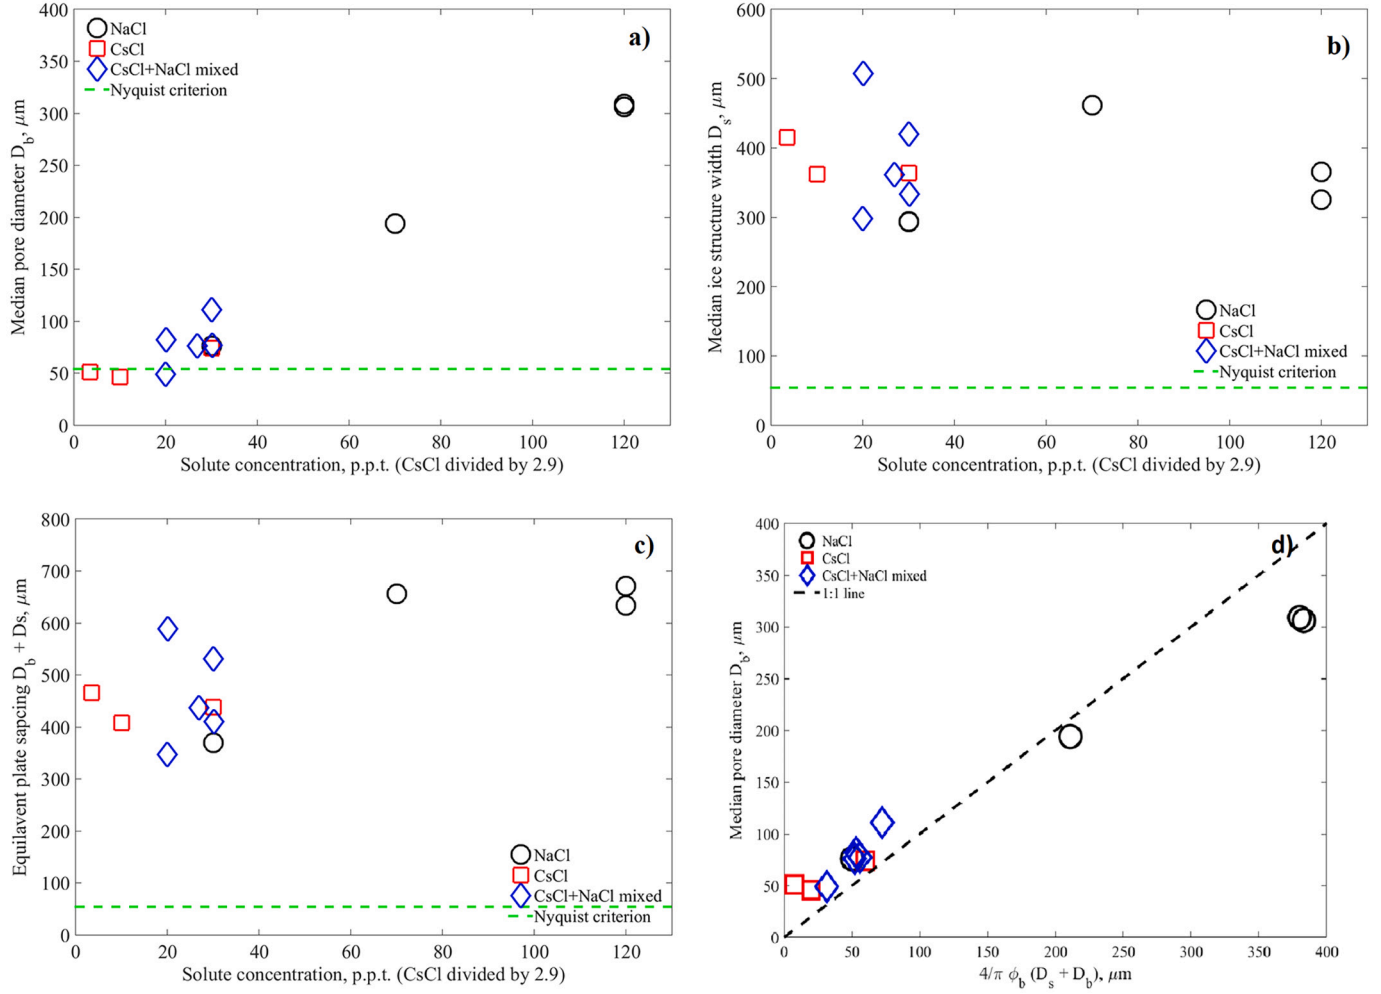 a)
NaCl
CsCl
CsCl+NaCl mixed
Nyquist criterion
Median pore diameter D_b, μm
400
350
300
250
200
150
100
50
0
0 20 40 60 80 100 120
Solute concentration, p.p.t. (CsCl divided by 2.9)
b)
Median ice structure width D_s, μm
600
500
400
300
200
100
0
NaCl
CsCl
CsCl+NaCl mixed
Nyquist criterion
0 20 40 60 80 100 120
Solute concentration, p.p.t. (CsCl divided by 2.9)
c)
Equilavent plate sapcing D_b + Ds, μm
800
700
600
500
400
300
200
100
0
NaCl
CsCl
CsCl+NaCl mixed
Nyquist criterion
0 20 40 60 80 100 120
Solute concentration, p.p.t. (CsCl divided by 2.9)
d)
NaCl
CsCl
CsCl+NaCl mixed
1:1 line
Median pore diameter D_b, μm
400
350
300
250
200
150
100
50
0
0 50 100 150 200 250 300 350 400
4/π ϕ_b (D_s + D_b), μm